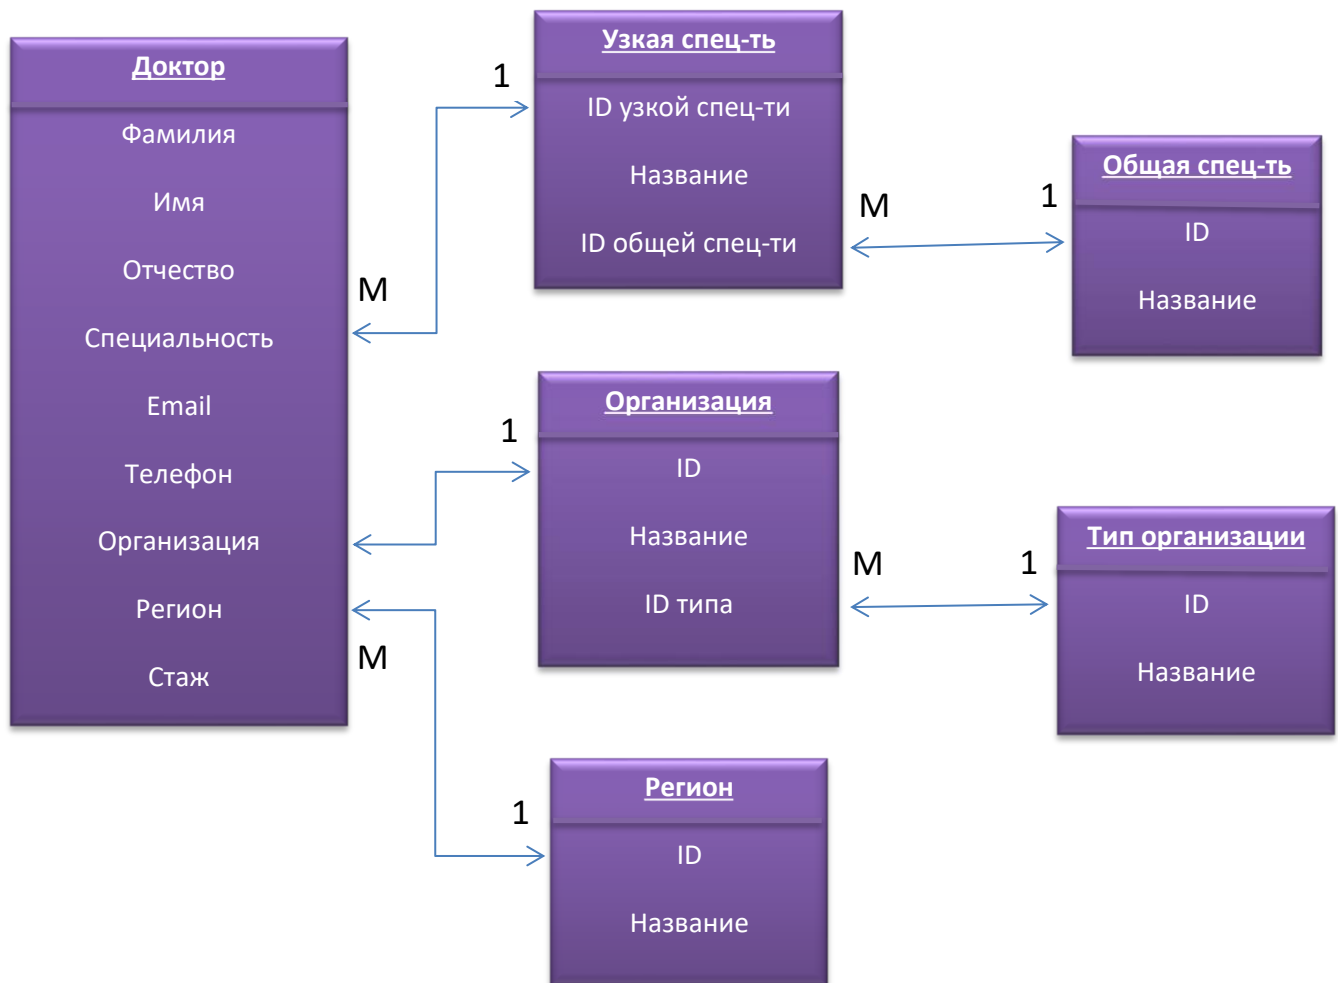 Доктор
Фамилия
Имя
Отчество
Специальность
Email
Телефон
Организация
Регион
Стаж
M
M
1
Узкая спец-ть
ID узкой спец-ти
Название
ID общей спец-ти
M
1
Общая спец-ть
ID
Название
1
Организация
ID
Название
ID типа
M
1
Тип организации
ID
Название
1
Регион
ID
Название